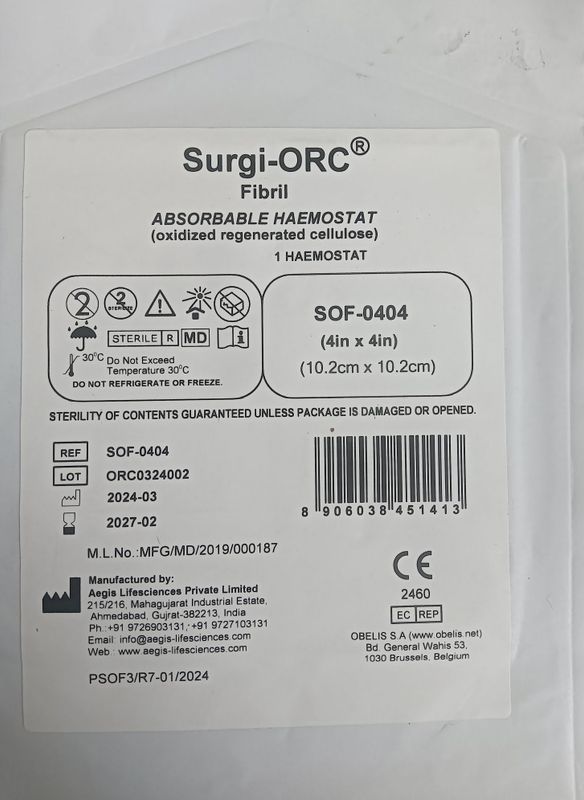 Surgi-ORC®
Fibril
ABSORBABLE HAEMOSTAT
(oxidized regenerated cellulose)
1 HAEMOSTAT
2
2
STERILIZE
STERILE R MD
30°C Do Not Exceed
Temperature 30°C
DO NOT REFRIGERATE OR FREEZE.
SOF-0404
(4in x 4in)
(10.2cm x 10.2cm)
STERILITY OF CONTENTS GUARANTEED UNLESS PACKAGE IS DAMAGED OR OPENED.
REF SOF-0404
LOT ORC0324002
2024-03
2027-02
8 906038 451413
M.L.No.:MFG/MD/2019/000187
Manufactured by:
Aegis Lifesciences Private Limited
215/216, Mahagujarat Industrial Estate,
Ahmedabad, Gujrat-382213, India
Ph.:+91 9726903131, +91 9727103131
Email: info@aegis-lifesciences.com
Web : www.aegis-lifesciences.com
PSOF3/R7-01/2024
CE
2460
EC REP
OBELIS S.A (www.obelis.net)
Bd. General Wahis 53,
1030 Brussels, Belgium